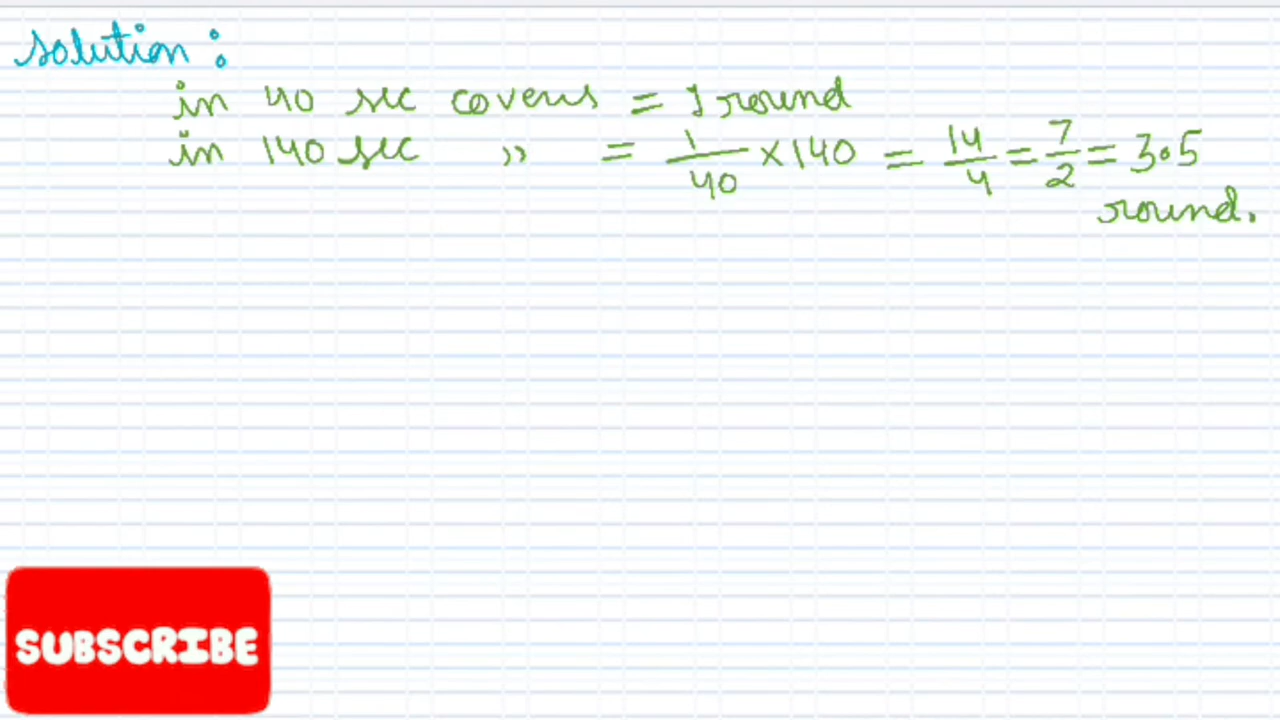 solution :
in 40 sec covers = 1 round
in 140 sec " = 1/40 × 140 = 14/4 = 7/2 = 3.5
round.
SUBSCRIBE